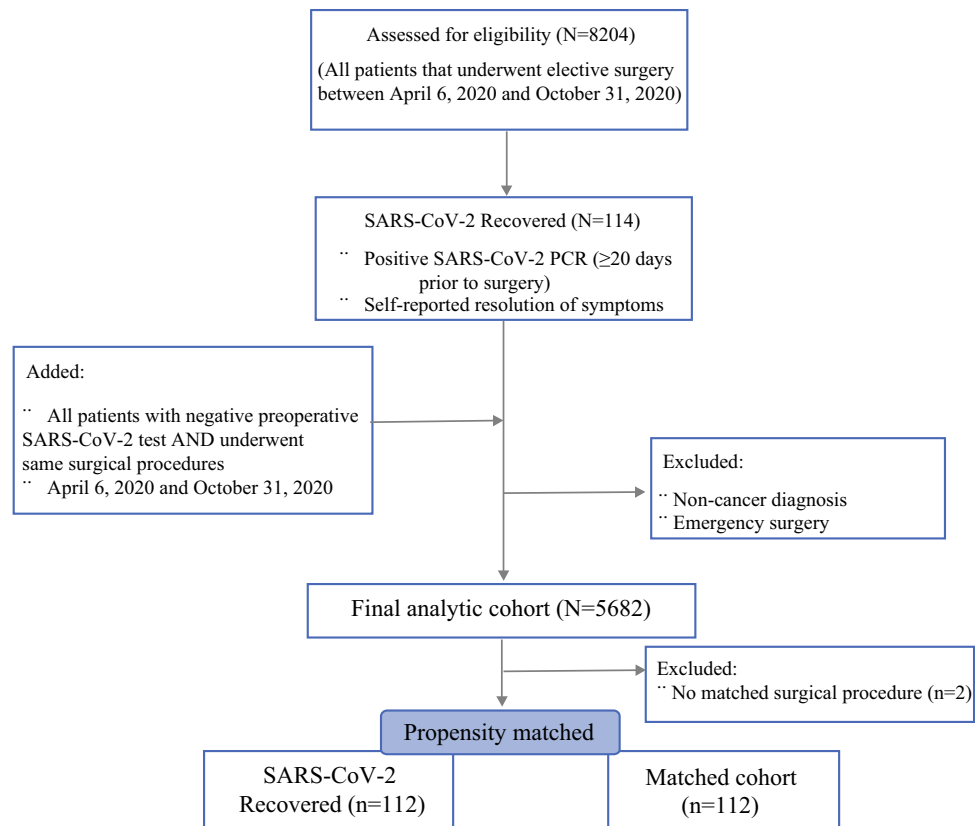 Assessed for eligibility (N=8204)
(All patients that underwent elective surgery
between April 6, 2020 and October 31, 2020)
SARS-CoV-2 Recovered (N=114)
¨ Positive SARS-CoV-2 PCR (≥20 days
prior to surgery)
¨ Self-reported resolution of symptoms
Added:
¨ All patients with negative preoperative
SARS-CoV-2 test AND underwent
same surgical procedures
¨ April 6, 2020 and October 31, 2020
Excluded:
¨ Non-cancer diagnosis
¨ Emergency surgery
Final analytic cohort (N=5682)
Excluded:
¨ No matched surgical procedure (n=2)
Propensity matched
SARS-CoV-2
Recovered (n=112)
Matched cohort
(n=112)